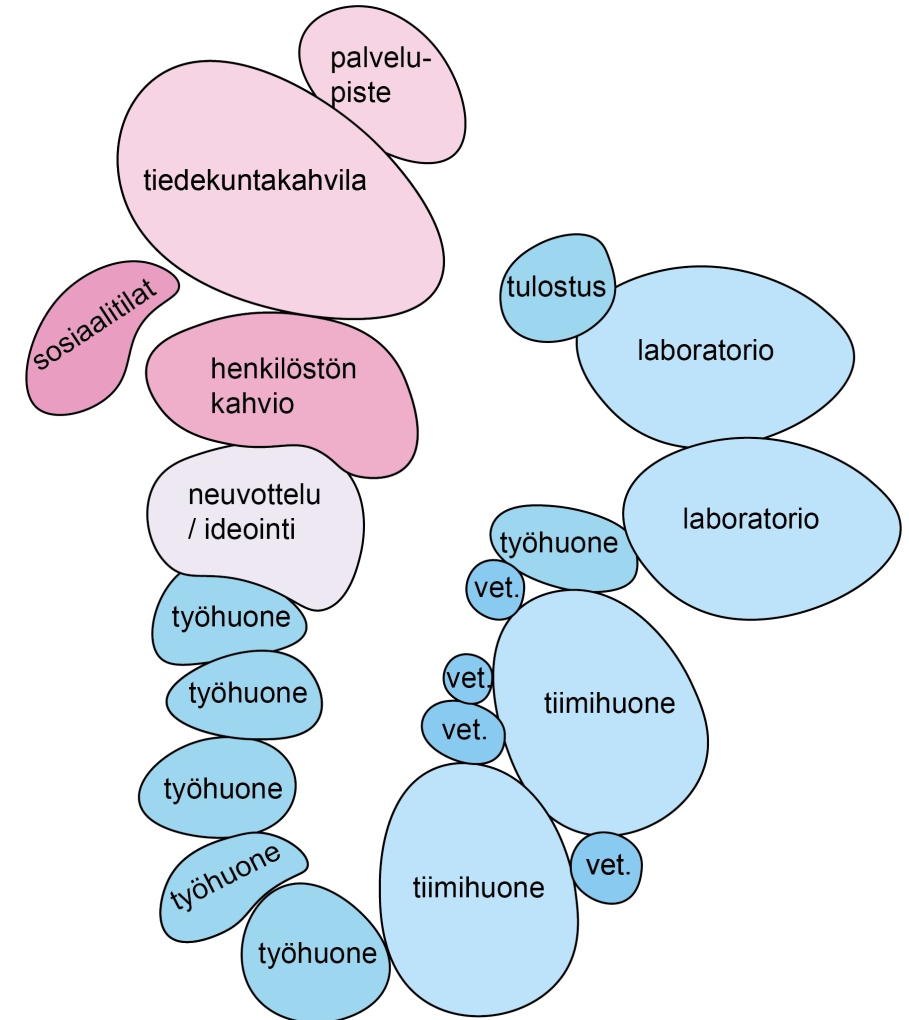 palvelu-
piste
tiedekuntakahvila
sosiaalitilat
tulostus
laboratorio
henkilöstön
kahvio
neuvottelu
/ ideointi
laboratorio
työhuone
vet.
työhuone
vet.
työhuone
tiimihuone
vet.
työhuone
vet.
työhuone
tiimihuone
työhuone